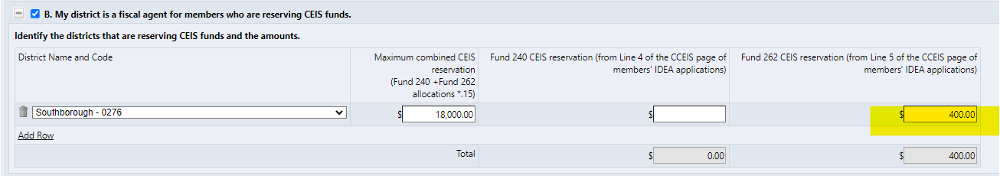 B. My district is a fiscal agent for members who are reserving CEIS funds.
Identify the districts that are reserving CEIS funds and the amounts.
District Name and Code
Maximum combined CEIS
reservation
(Fund 240 +Fund 262
allocations *.15)
Fund 240 CEIS reservation (from Line 4 of the CCEIS page of
members' IDEA applications)
Fund 262 CEIS reservation (from Line 5 of the CCEIS page of
members' IDEA applications)
Southborough - 0276
$ 18,000.00
$
$ 400.00
Add Row
Total
$ 0.00
$ 400.00